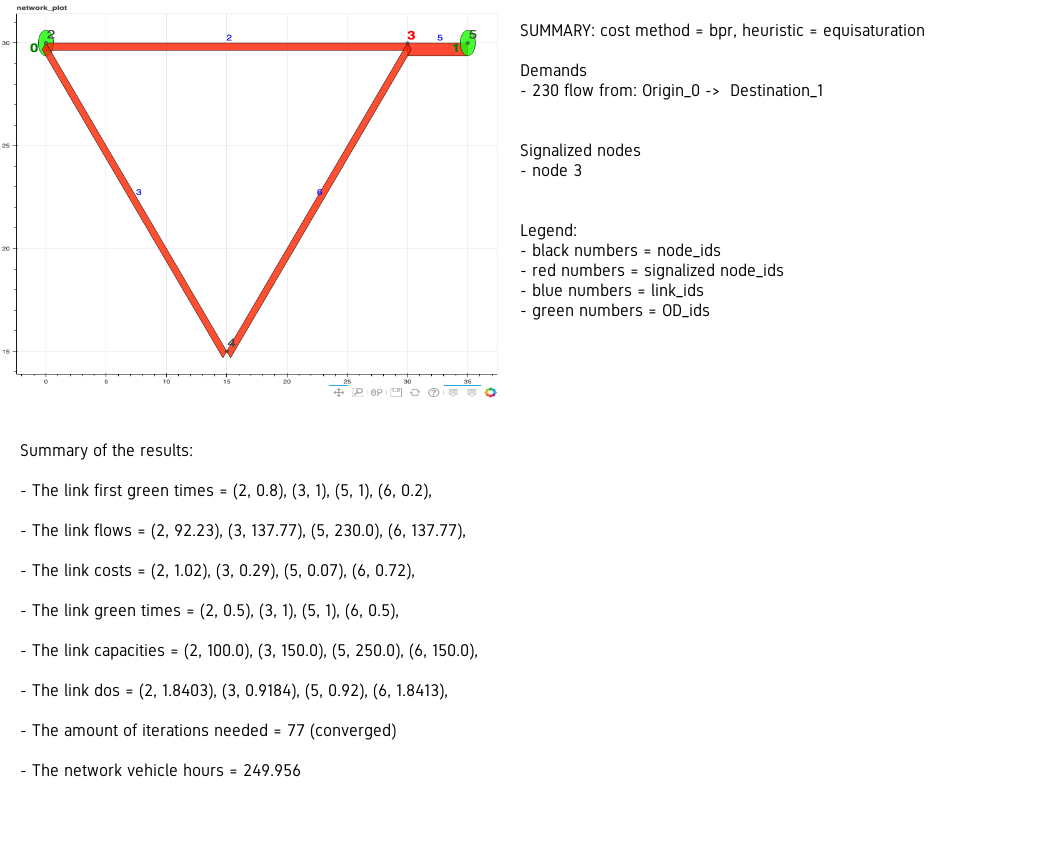 network_plot
30
25
20
15
0
5
10
15
20
25
30
35
2
0
2
3
5
5
1
3
6
4
SUMMARY: cost method = bpr, heuristic = equisaturation
Demands
- 230 flow from: Origin_0 -> Destination_1
Signalized nodes
- node 3
Legend:
- black numbers = node_ids
- red numbers = signalized node_ids
- blue numbers = link_ids
- green numbers = OD_ids
Summary of the results:
- The link first green times = (2, 0.8), (3, 1), (5, 1), (6, 0.2),
- The link flows = (2, 92.23), (3, 137.77), (5, 230.0), (6, 137.77),
- The link costs = (2, 1.02), (3, 0.29), (5, 0.07), (6, 0.72),
- The link green times = (2, 0.5), (3, 1), (5, 1), (6, 0.5),
- The link capacities = (2, 100.0), (3, 150.0), (5, 250.0), (6, 150.0),
- The link dos = (2, 1.8403), (3, 0.9184), (5, 0.92), (6, 1.8413),
- The amount of iterations needed = 77 (converged)
- The network vehicle hours = 249.956